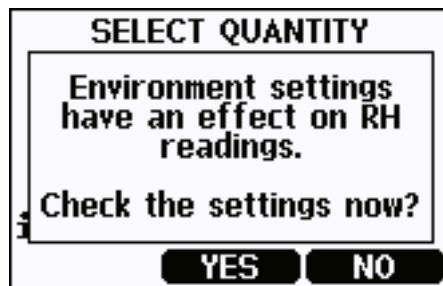 SELECT QUANTITY
Environment settings
have an effect on RH
readings.
Check the settings now?
YES NO